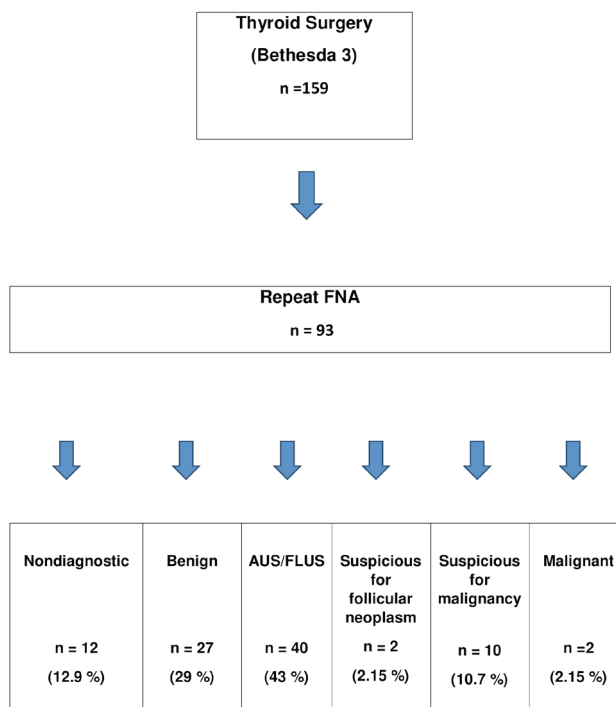 Thyroid Surgery
(Bethesda 3)
n =159
Repeat FNA
n = 93
Nondiagnostic
n = 12
(12.9 %)
Benign
n = 27
(29 %)
AUS/FLUS
n = 40
(43 %)
Suspicious
for
follicular
neoplasm
n = 2
(2.15 %)
Suspicious
for
malignancy
n = 10
(10.7 %)
Malignant
n =2
(2.15 %)